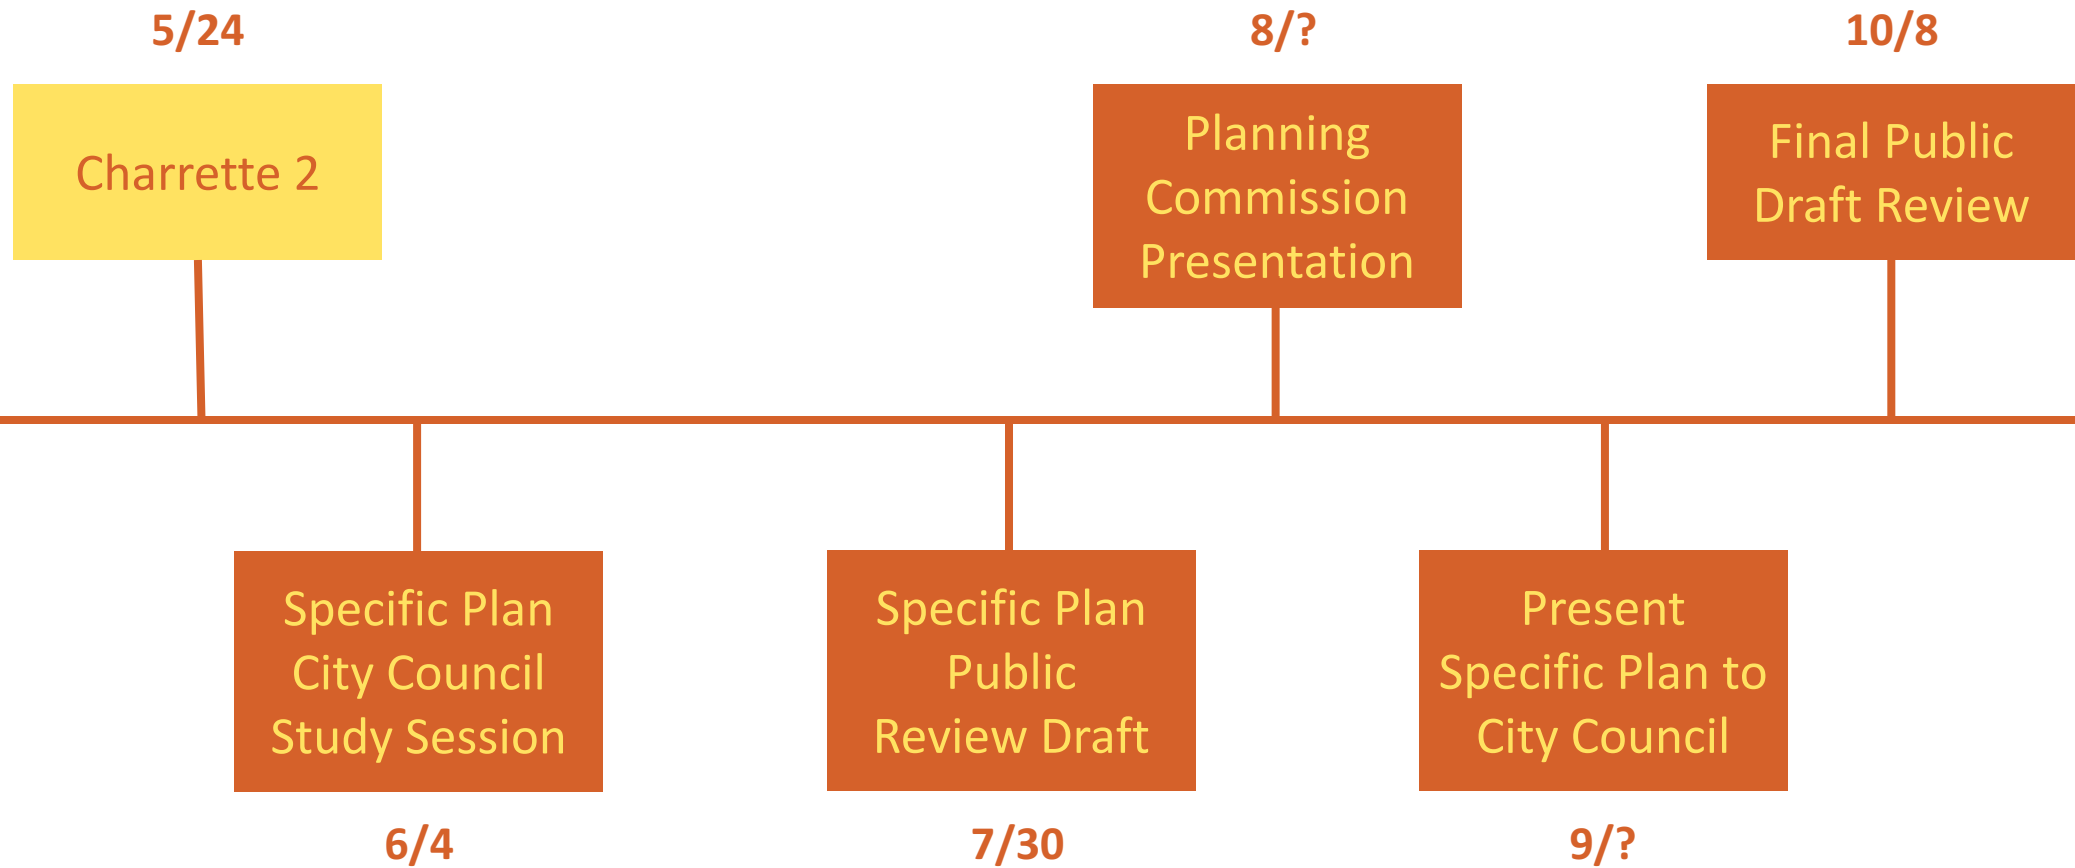 5/24
Charrette 2
Specific Plan
City Council
Study Session
6/4
Specific Plan
Public
Review Draft
7/30
8/?
Planning
Commission
Presentation
Present
Specific Plan to
City Council
9/?
10/8
Final Public
Draft Review